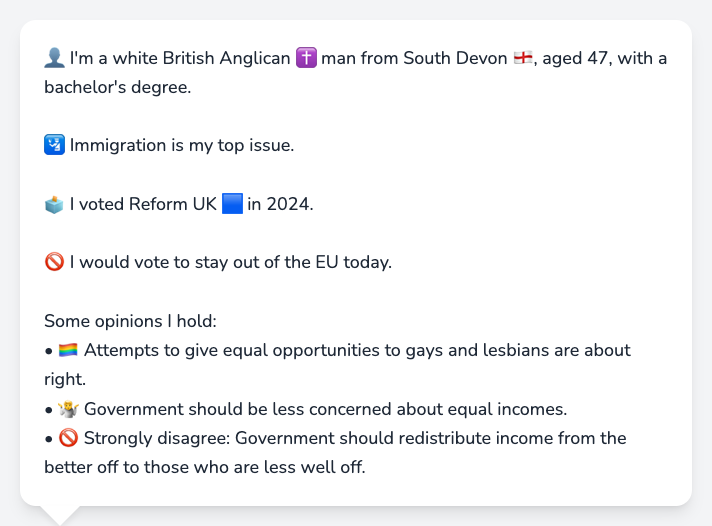 👤 I'm a white British Anglican ✝️ man from South Devon 🏴󠁧󠁢󠁥󠁮󠁧󠁿, aged 47, with a
bachelor's degree.
🛂 Immigration is my top issue.
🗳️ I voted Reform UK 🟦 in 2024.
🚫 I would vote to stay out of the EU today.
Some opinions I hold:
• 🏳️‍🌈 Attempts to give equal opportunities to gays and lesbians are about
right.
• 🤷 Government should be less concerned about equal incomes.
• 🚫 Strongly disagree: Government should redistribute income from the
better off to those who are less well off.